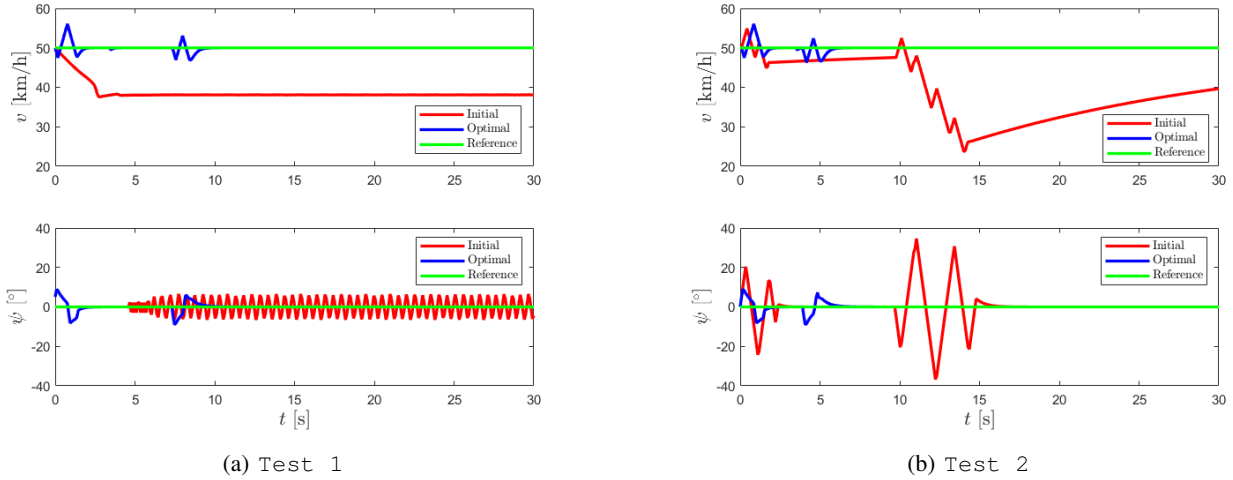 60
50
40
30
20
v [km/h]
Initial
Optimal
Reference
0 5 10 15 20 25 30
40
20
0
-20
-40
ψ [°]
Initial
Optimal
Reference
0 5 10 15 20 25 30
t [s]
(a) Test 1
60
50
40
30
20
v [km/h]
Initial
Optimal
Reference
0 5 10 15 20 25 30
40
20
0
-20
-40
ψ [°]
Initial
Optimal
Reference
0 5 10 15 20 25 30
t [s]
(b) Test 2